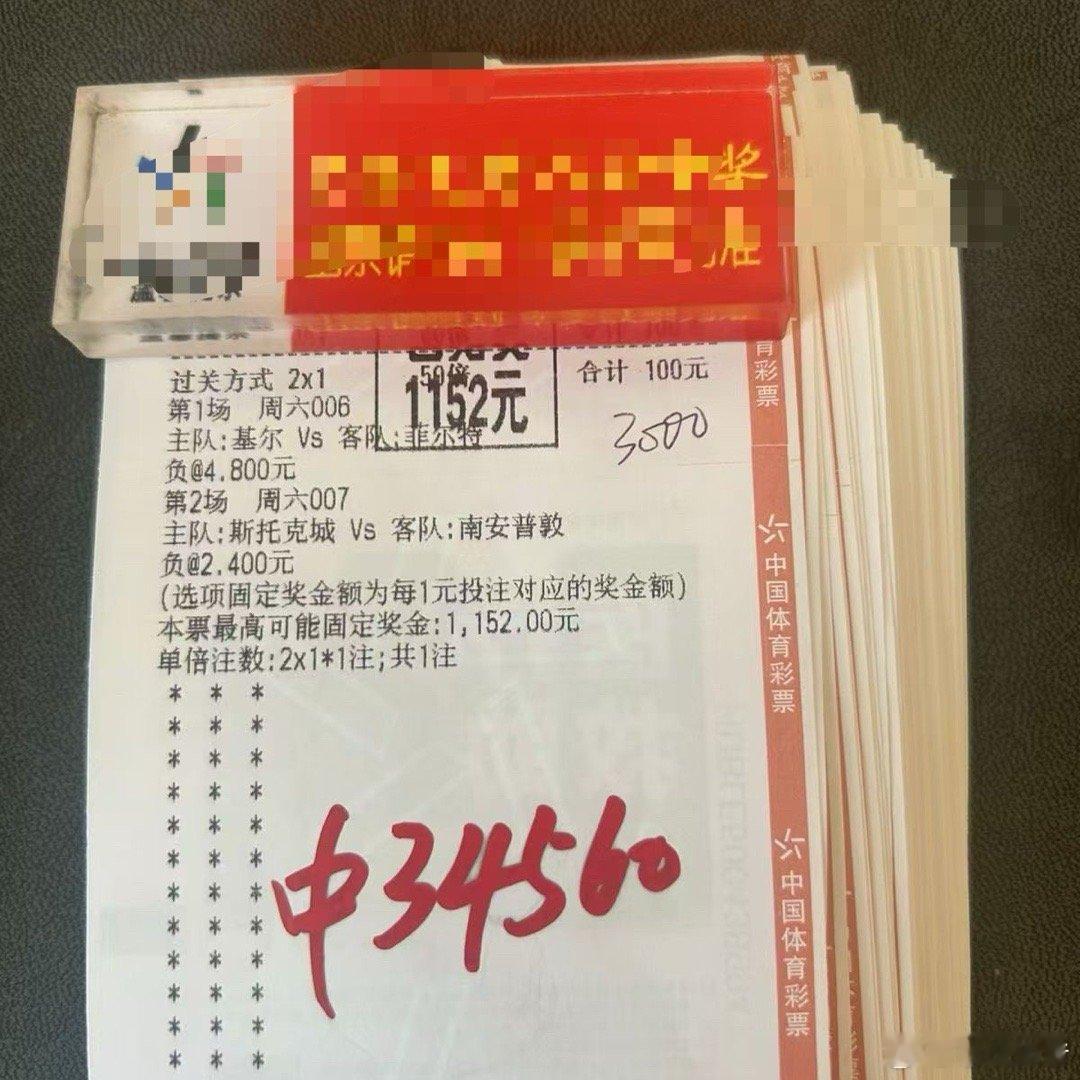 奖
过关方式 2x1
50倍
合计 100元
1152元
第1场 周六006
3000
主队:基尔 Vs 客队:菲尔特
负@4.800元
第2场 周六007
主队:斯托克城 Vs 客队:南安普敦
负@2.400元
(选项固定奖金额为每1元投注对应的奖金额)
本票最高可能固定奖金:1,152.00元
单倍注数:2x1*1注;共1注
* * *
* * *
* * *
* * *
* * *
* * *
* * *
* * *
* * *
* * *
* * *
* * *
中34560
育彩票
中国体育彩票
中国体育彩票